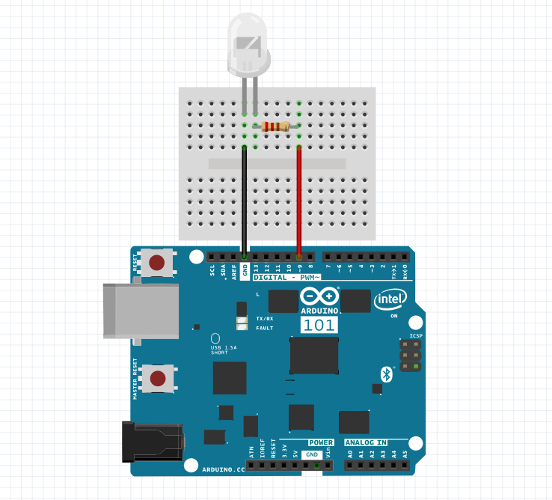 RESET
SCL
SDA
AREF
GND
13
12
11
10
~9
8
7
~6
~5
~4
~3
2
TX→1
RX←0
DIGITAL - PWM~
L
TX/RX
FAULT
ARDUINO
101
intel
ON
ICSP
USB 1.5A
SHORT
MASTER RESET
POWER
ANALOG IN
ATN
IOREF
RESET
3.3V
5V
GND
Vin
A0
A1
A2
A3
A4
A5
ARDUINO.CC